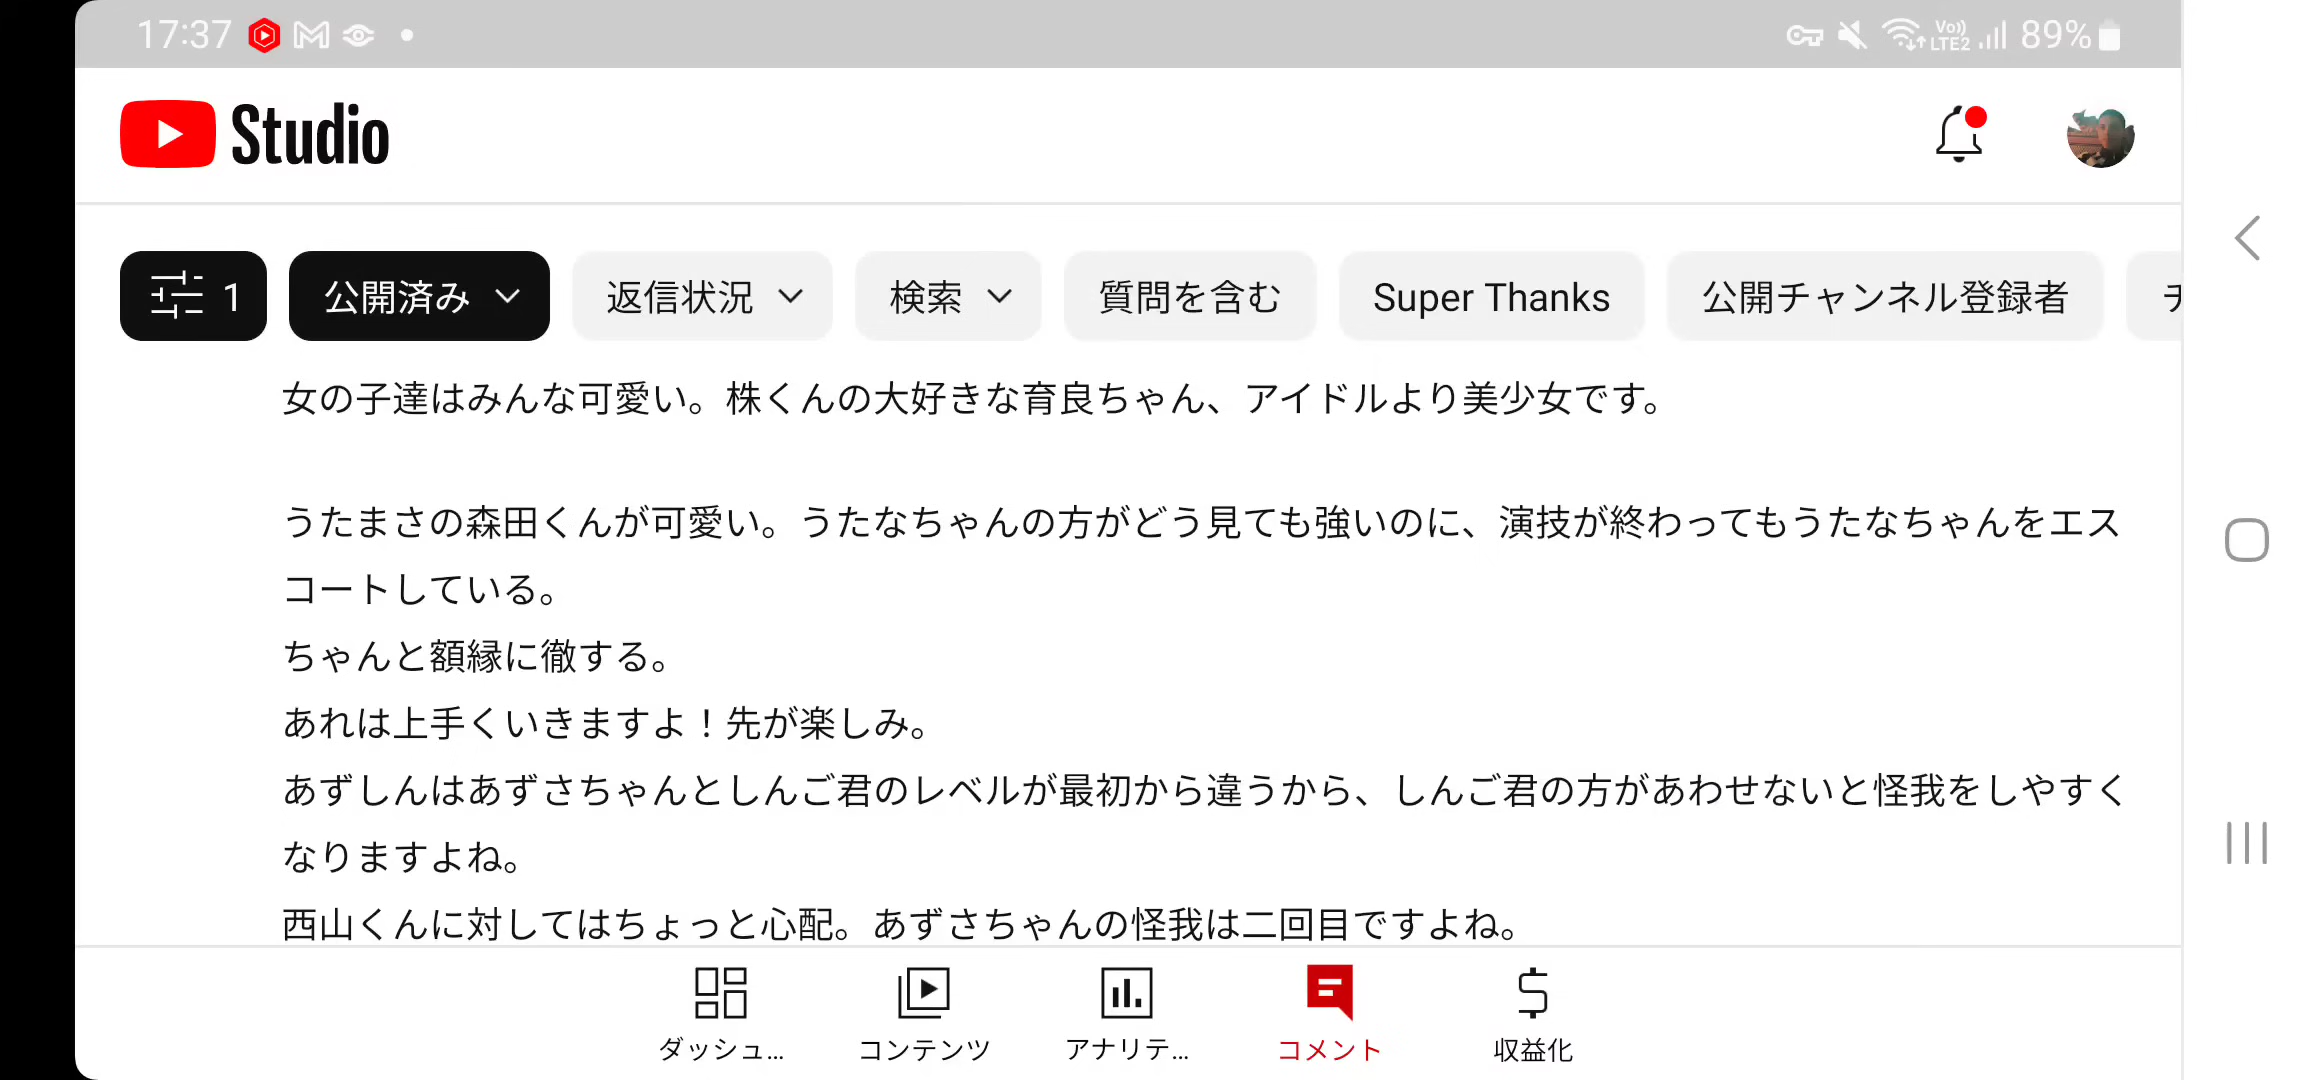 17:37
Vo)) LTE2 89%
Studio
1 公開済み 返信状況 検索 質問を含む Super Thanks 公開チャンネル登録者
女の子達はみんな可愛い。株くんの大好きな育良ちゃん、アイドルより美少女です。
うたまさの森田くんが可愛い。うたなちゃんの方がどう見ても強いのに、演技が終わってもうたなちゃんをエス
コートしている。
ちゃんと額縁に徹する。
あれは上手くいきますよ！先が楽しみ。
あずしんはあずさちゃんとしんご君のレベルが最初から違うから、しんご君の方があわせないと怪我をしやすく
なりますよね。
西山くんに対してはちょっと心配。あずさちゃんの怪我は二回目ですよね。
ダッシュ... コンテンツ アナリテ... コメント 収益化